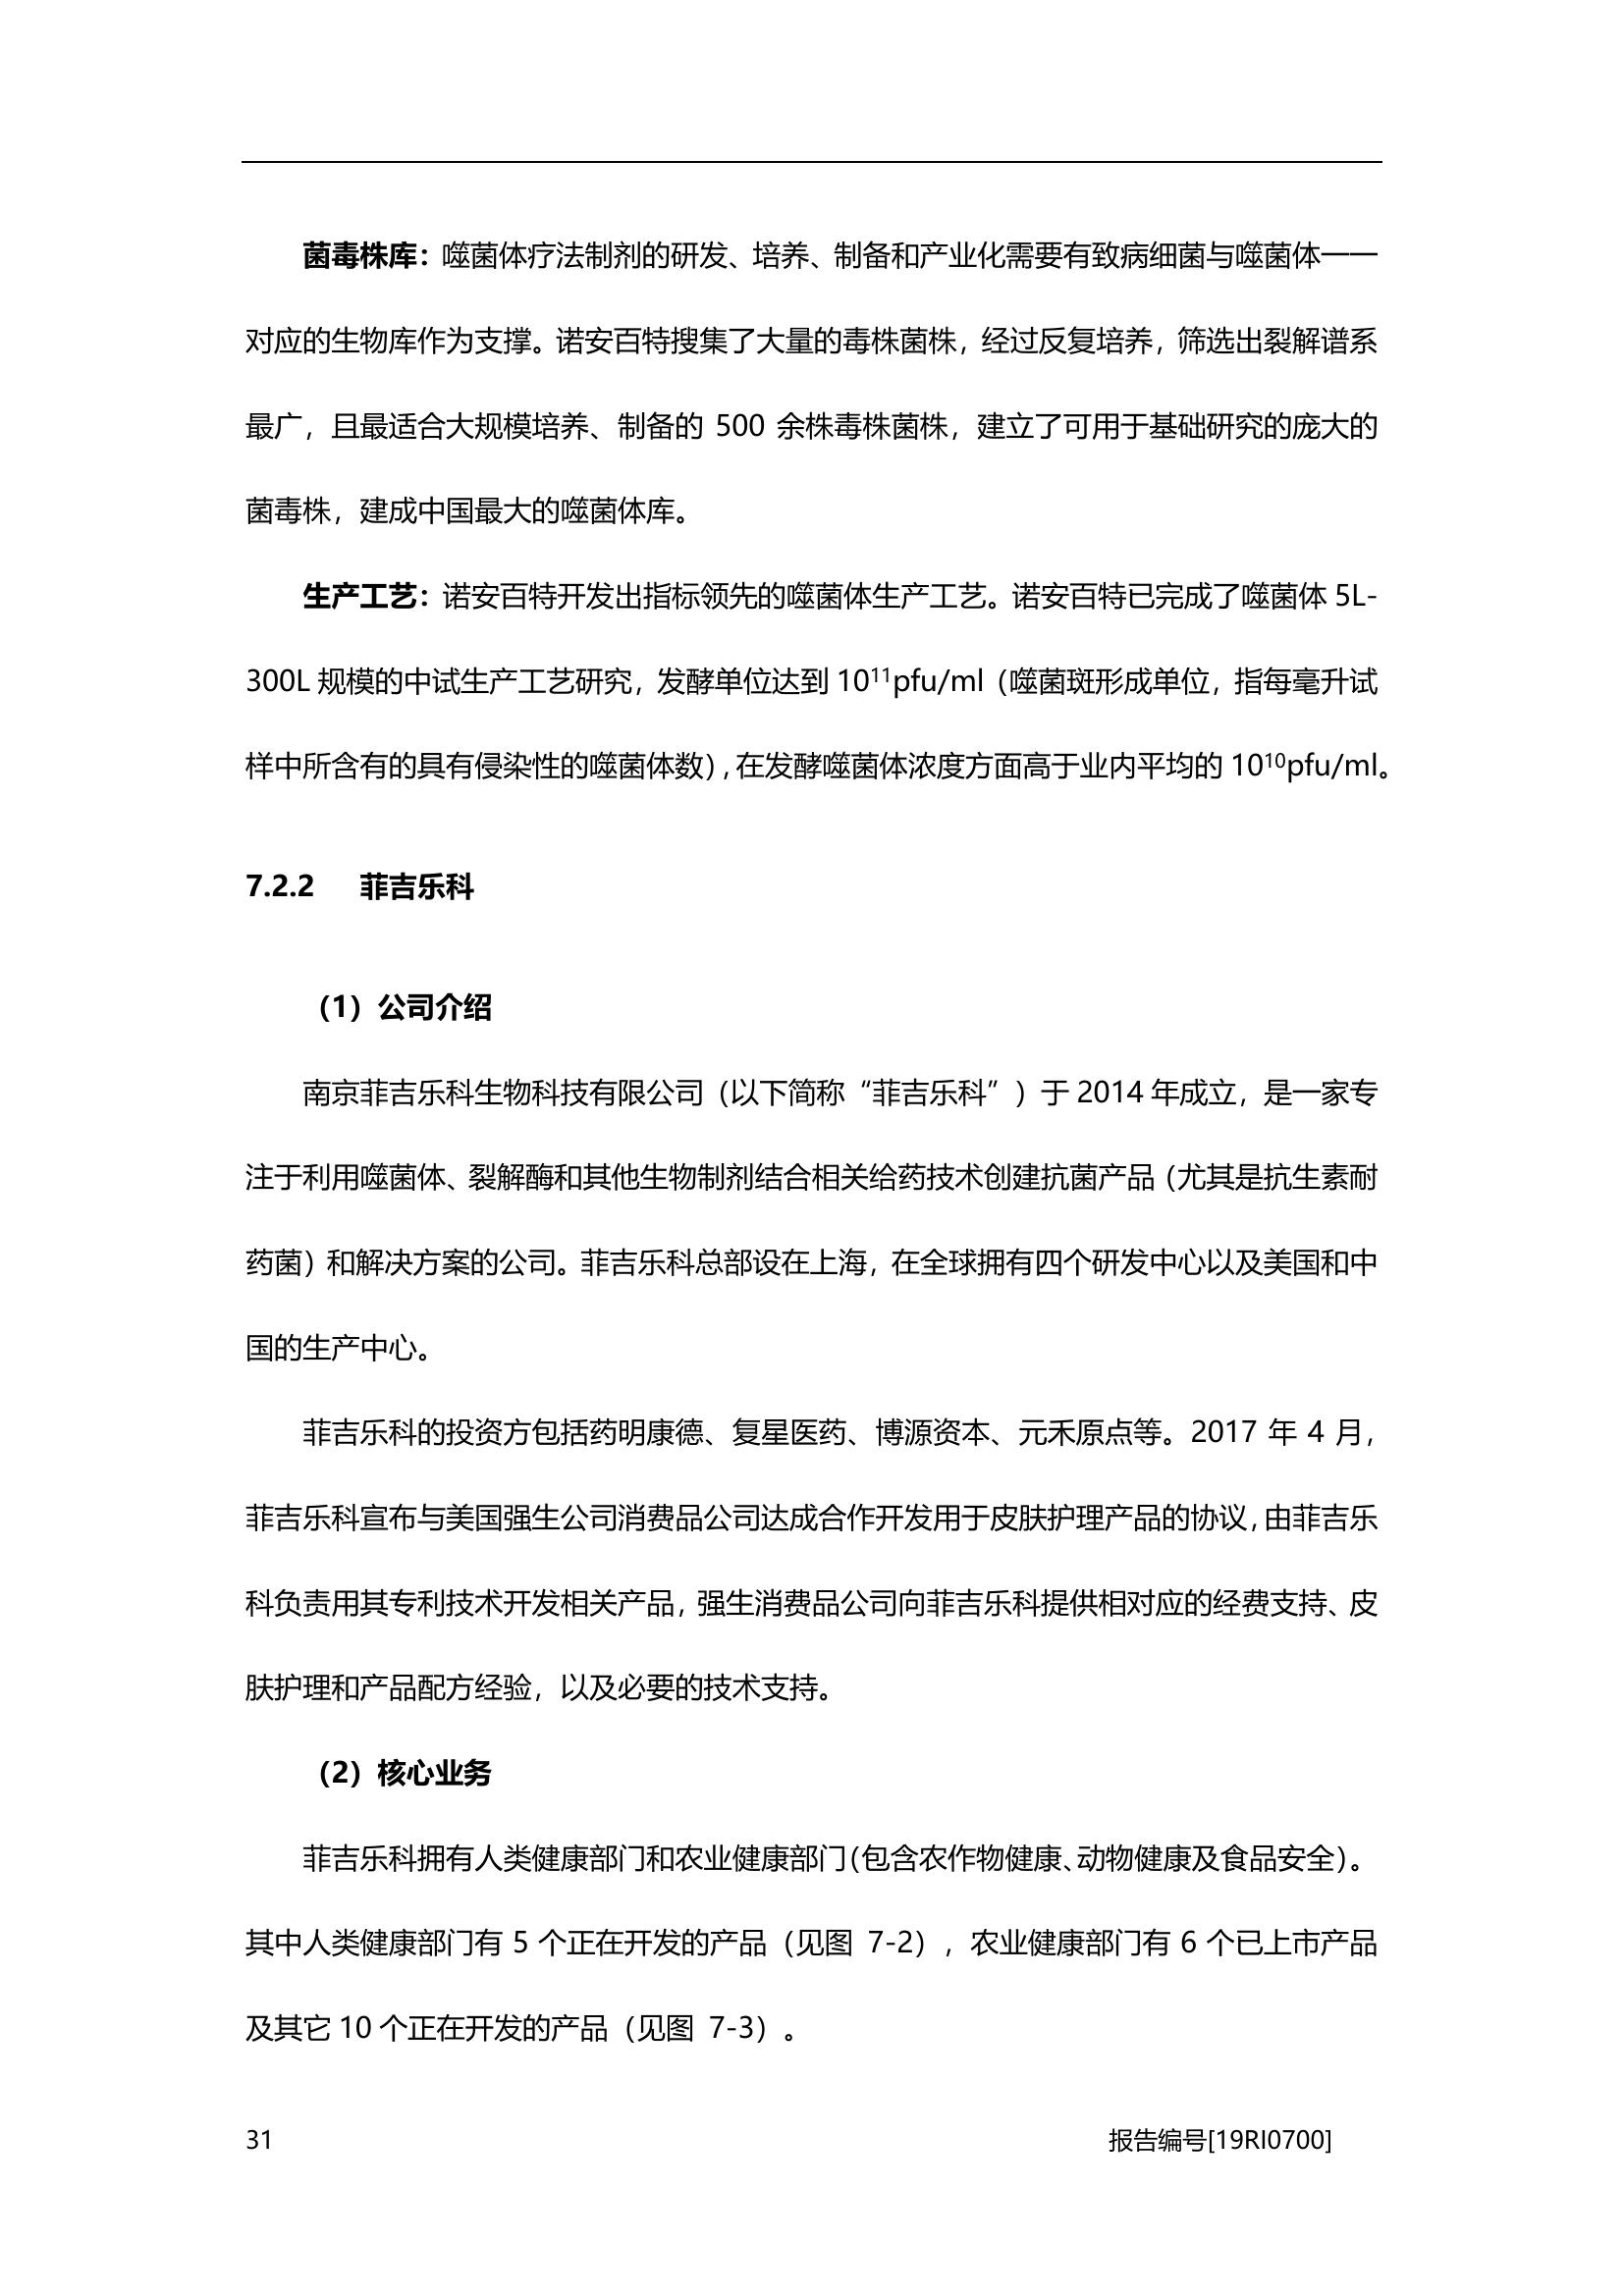 菌毒株库：噬菌体疗法制剂的研发、培养、制备和产业化需要有致病细菌与噬菌体一一
对应的生物库作为支撑。诺安百特搜集了大量的毒株菌株，经过反复培养，筛选出裂解谱系
最广，且最适合大规模培养、制备的 500 余株毒株菌株，建立了可用于基础研究的庞大的
菌毒株，建成中国最大的噬菌体库。
生产工艺：诺安百特开发出指标领先的噬菌体生产工艺。诺安百特已完成了噬菌体 5L-
300L 规模的中试生产工艺研究，发酵单位达到 10¹¹pfu/ml（噬菌斑形成单位，指每毫升试
样中所含有的具有侵染性的噬菌体数），在发酵噬菌体浓度方面高于业内平均的 10¹⁰pfu/ml。
7.2.2 菲吉乐科
（1）公司介绍
南京菲吉乐科生物科技有限公司（以下简称“菲吉乐科”）于 2014 年成立，是一家专
注于利用噬菌体、裂解酶和其他生物制剂结合相关给药技术创建抗菌产品（尤其是抗生素耐
药菌）和解决方案的公司。菲吉乐科总部设在上海，在全球拥有四个研发中心以及美国和中
国的生产中心。
菲吉乐科的投资方包括药明康德、复星医药、博源资本、元禾原点等。2017 年 4 月，
菲吉乐科宣布与美国强生公司消费品公司达成合作开发用于皮肤护理产品的协议，由菲吉乐
科负责用其专利技术开发相关产品，强生消费品公司向菲吉乐科提供相对应的经费支持、皮
肤护理和产品配方经验，以及必要的技术支持。
（2）核心业务
菲吉乐科拥有人类健康部门和农业健康部门（包含农作物健康、动物健康及食品安全）。
其中人类健康部门有 5 个正在开发的产品（见图 7-2），农业健康部门有 6 个已上市产品
及其它 10 个正在开发的产品（见图 7-3）。
31 报告编号[19RI0700]